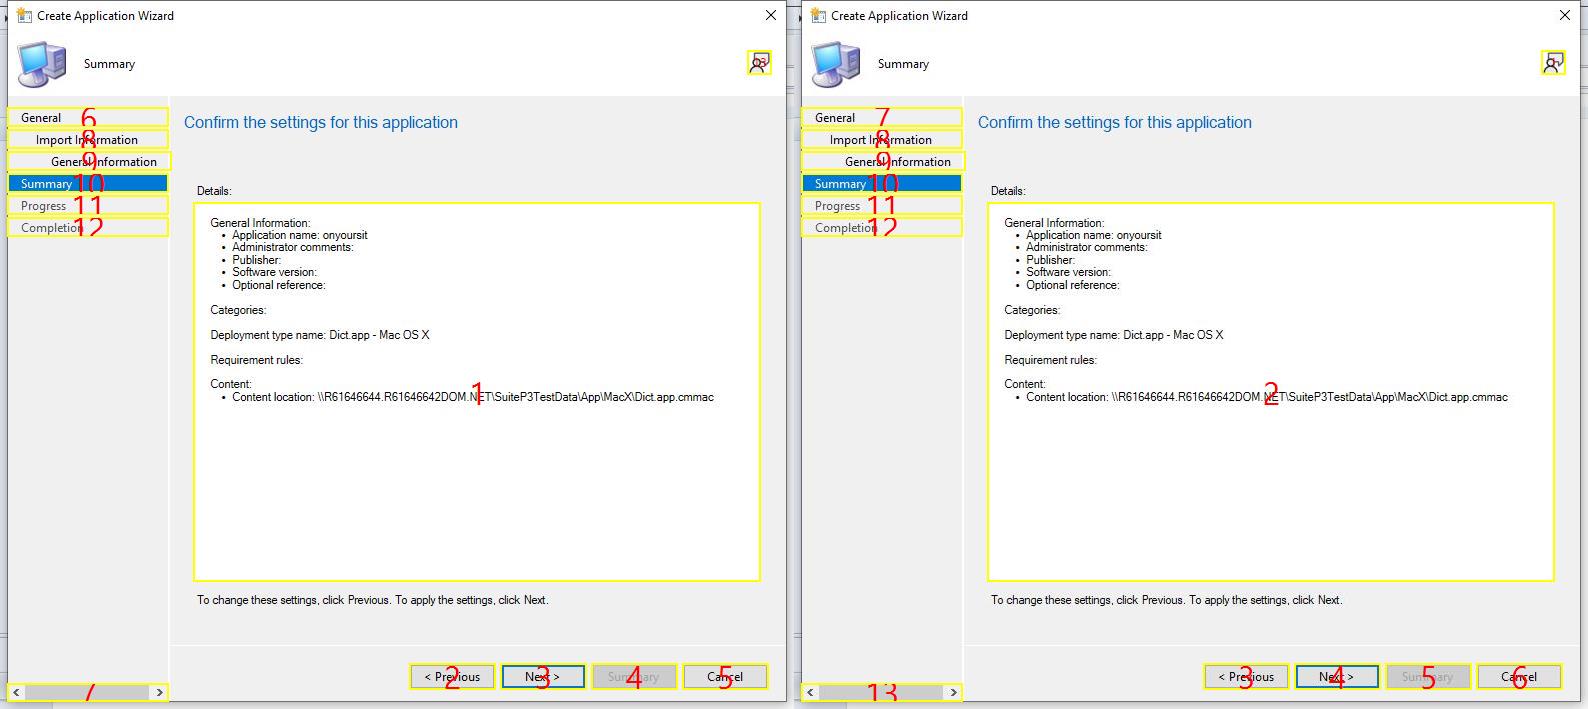 Create Application Wizard
Summary
13
General 6
Import Information 8
General Information 9
Summary 10
Progress 11
Completion 12
7
Confirm the settings for this application
Details:
General Information:
• Application name: onyoursit
• Administrator comments:
• Publisher:
• Software version:
• Optional reference:
Categories:
Deployment type name: Dict.app - Mac OS X
Requirement rules:
Content:
• Content location: \\R61646644.R61646642DOM.NET\SuiteP3TestData\App\MacX\Dict.app.cmmac
1
To change these settings, click Previous. To apply the settings, click Next.
< Previous 2
Next > 3
Summary 4
Cancel 5
Create Application Wizard
Summary
General 7
Import Information 8
General Information 9
Summary 10
Progress 11
Completion 12
13
Confirm the settings for this application
Details:
General Information:
• Application name: onyoursit
• Administrator comments:
• Publisher:
• Software version:
• Optional reference:
Categories:
Deployment type name: Dict.app - Mac OS X
Requirement rules:
Content:
• Content location: \\R61646644.R61646642DOM.NET\SuiteP3TestData\App\MacX\Dict.app.cmmac
2
To change these settings, click Previous. To apply the settings, click Next.
< Previous 3
Next > 4
Summary 5
Cancel 6